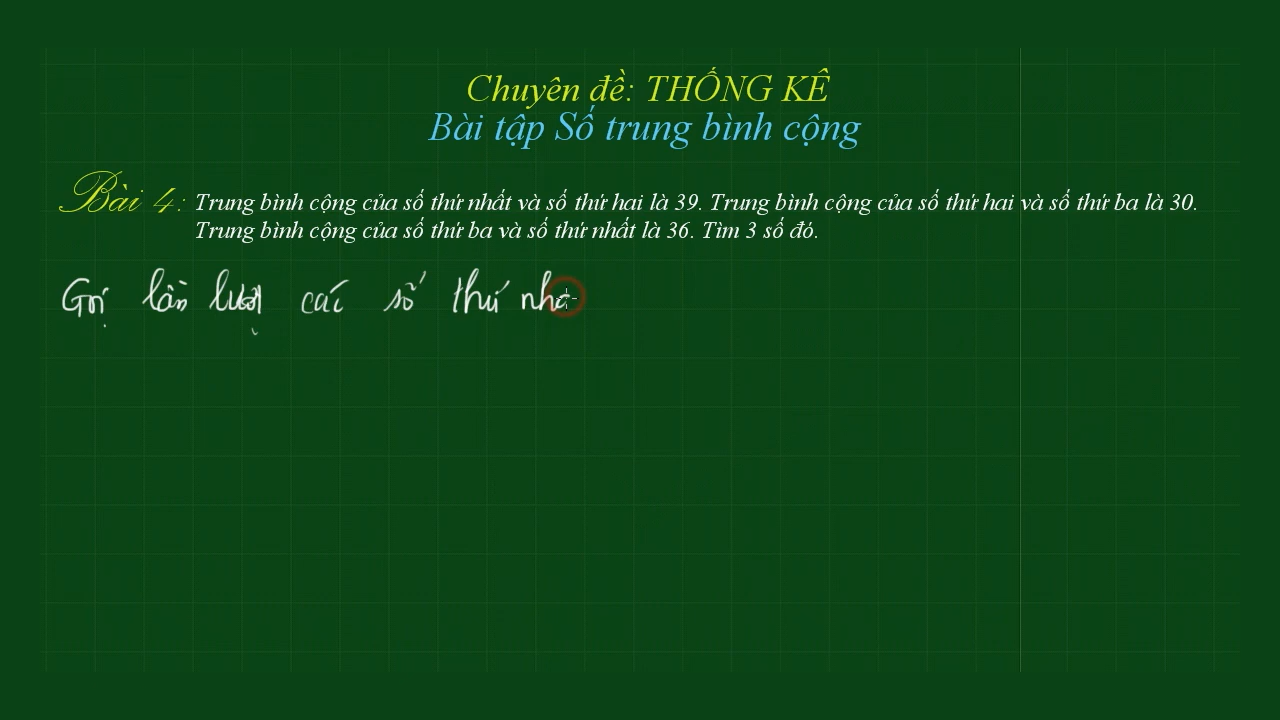 Chuyên đề: THỐNG KÊ
Bài tập Số trung bình cộng
Bài 4: Trung bình cộng của số thứ nhất và số thứ hai là 39. Trung bình cộng của số thứ hai và số thứ ba là 30.
Trung bình cộng của số thứ ba và số thứ nhất là 36. Tìm 3 số đó.
Gọi lần lượt các số thứ nhấ